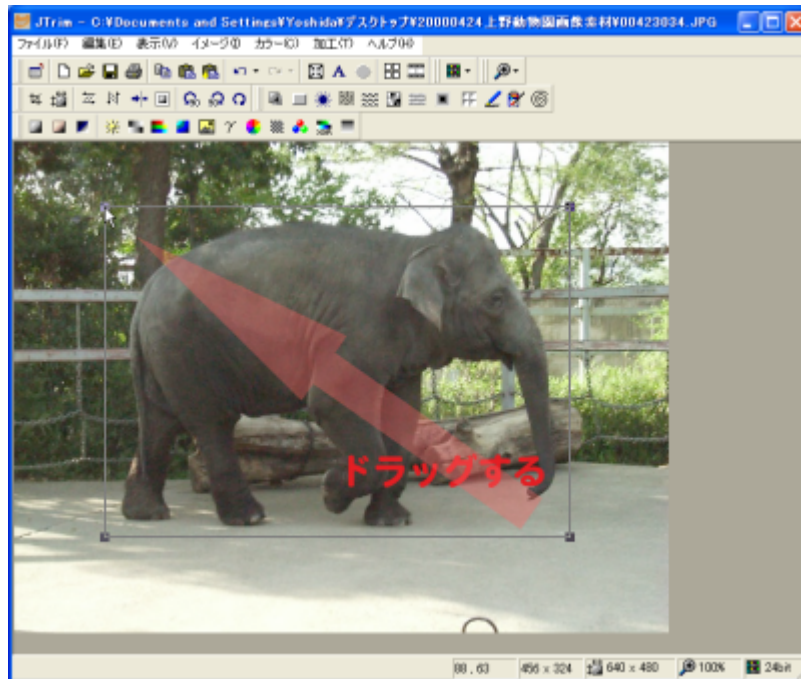 JTrim - C:¥Documents and Settings¥Yoshida¥デスクトップ¥20000424上野動物園画像素材¥00423034.JPG
ファイル(F) 編集(E) 表示(V) イメージ(I) カラー(C) 加工(T) ヘルプ(H)
ドラッグする
88,63 456 x 324 640 x 480 100% 24bit